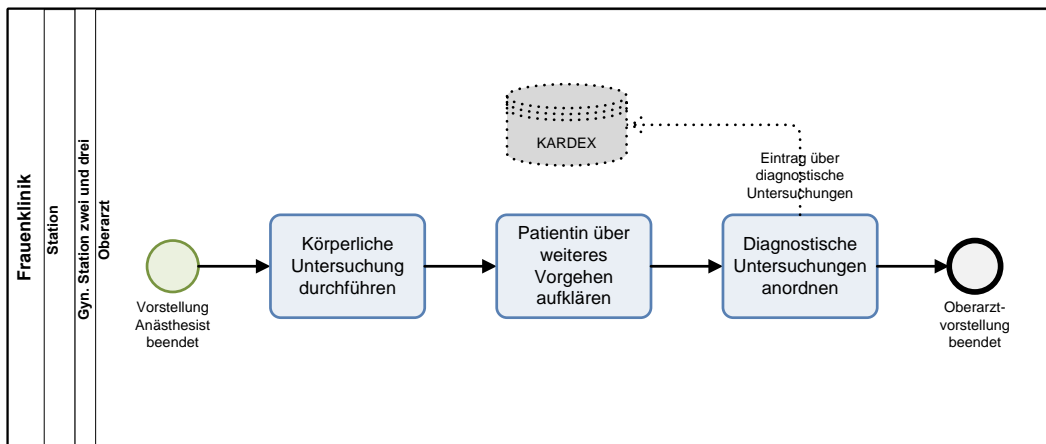 Frauenklinik
Station
Gyn. Station zwei und drei
Oberarzt
KARDEX
Eintrag über
diagnostische
Untersuchungen
Vorstellung
Anästhesist
beendet
Körperliche
Untersuchung
durchführen
Patientin über
weiteres
Vorgehen
aufklären
Diagnostische
Untersuchungen
anordnen
Oberarzt-
vorstellung
beendet